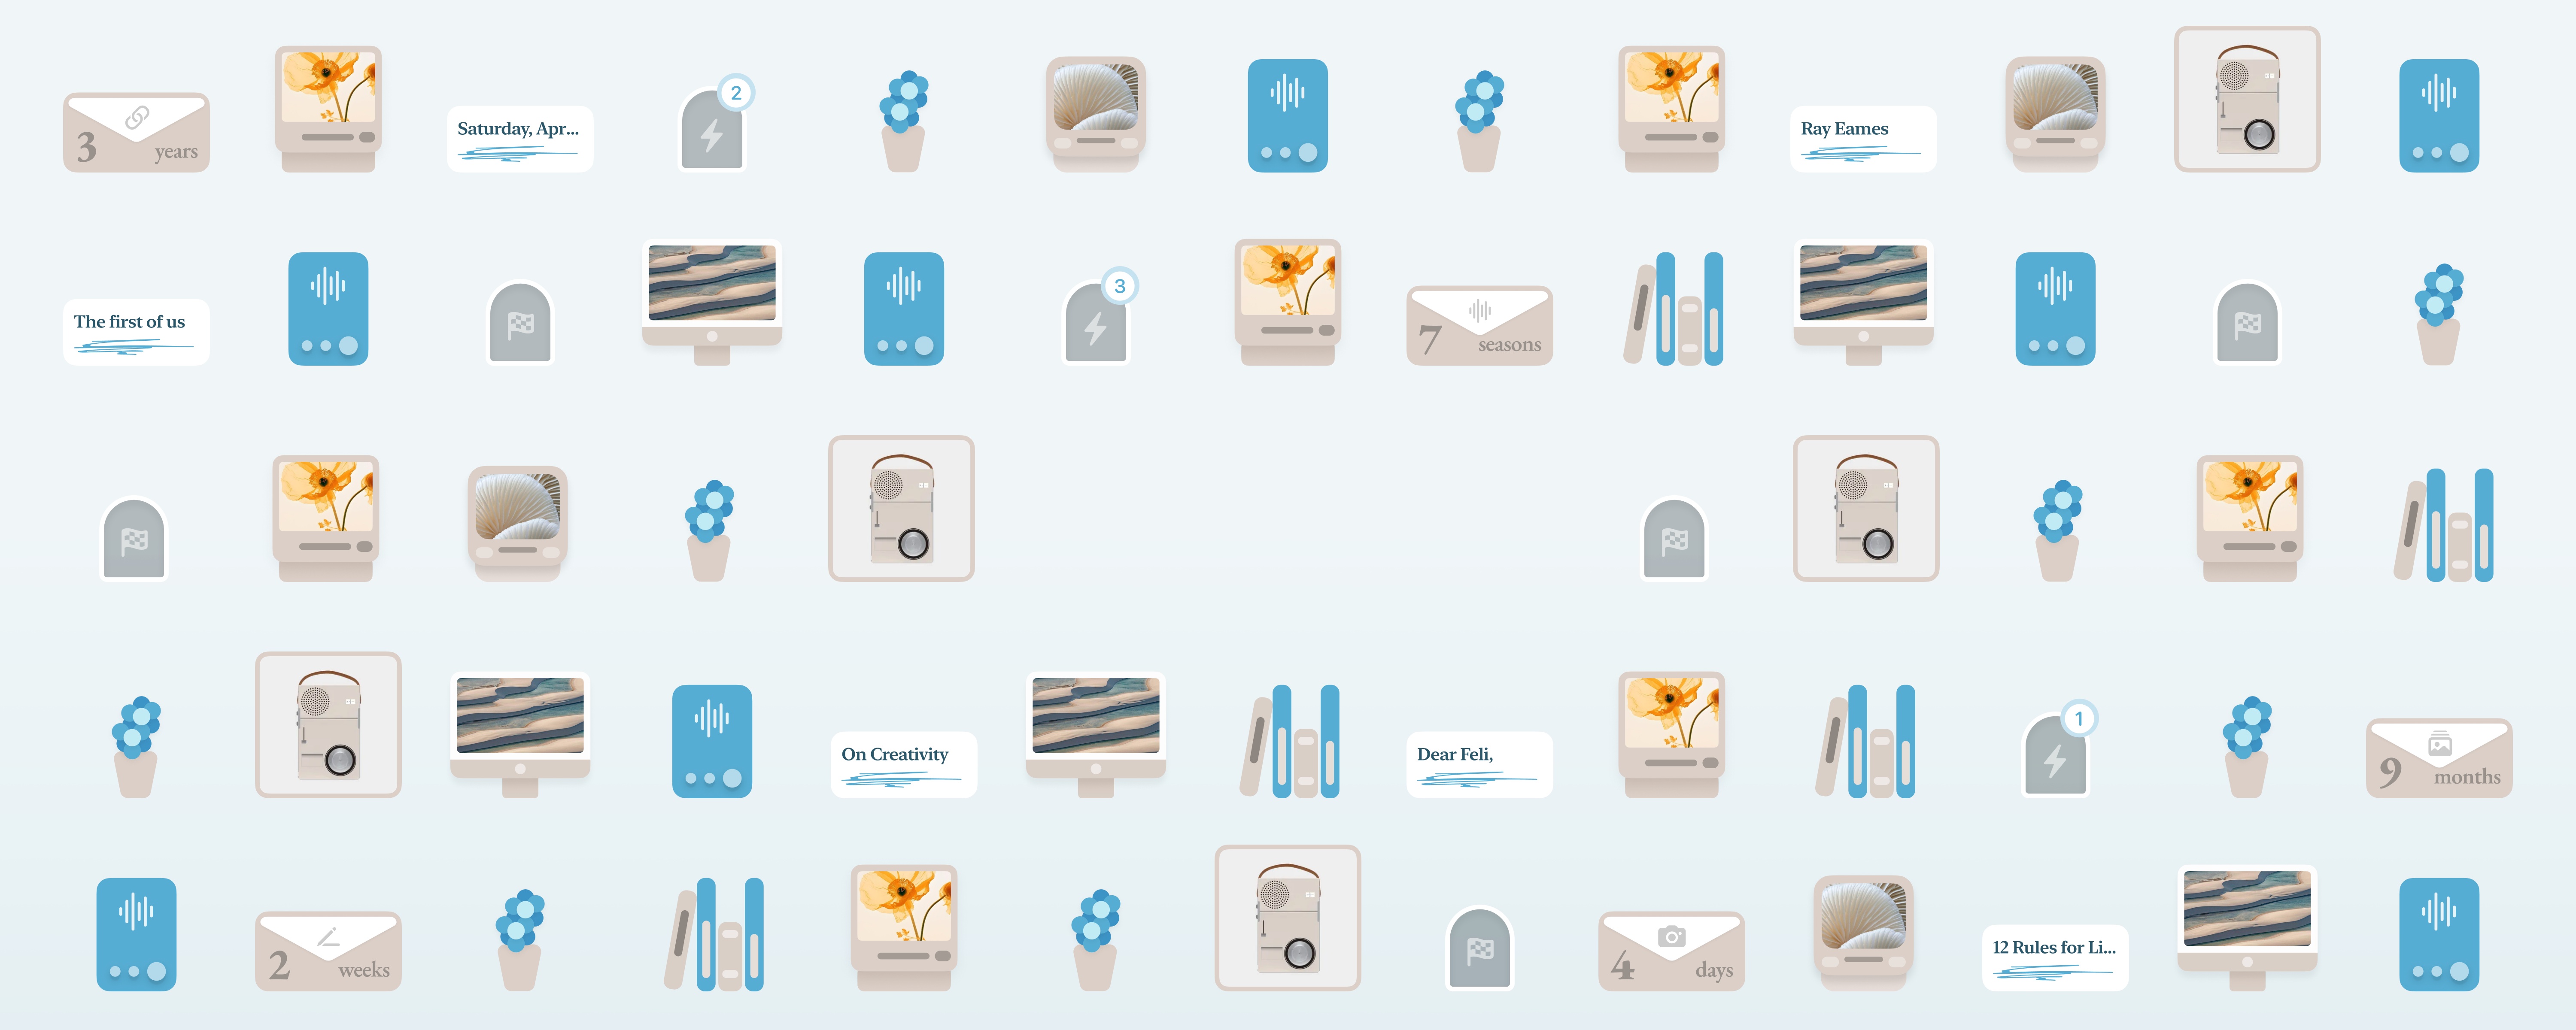 3 years
Saturday, Apr...
2
Ray Eames
The first of us
3
7 seasons
On Creativity
Dear Feli,
1
9 months
2 weeks
4 days
12 Rules for Li...